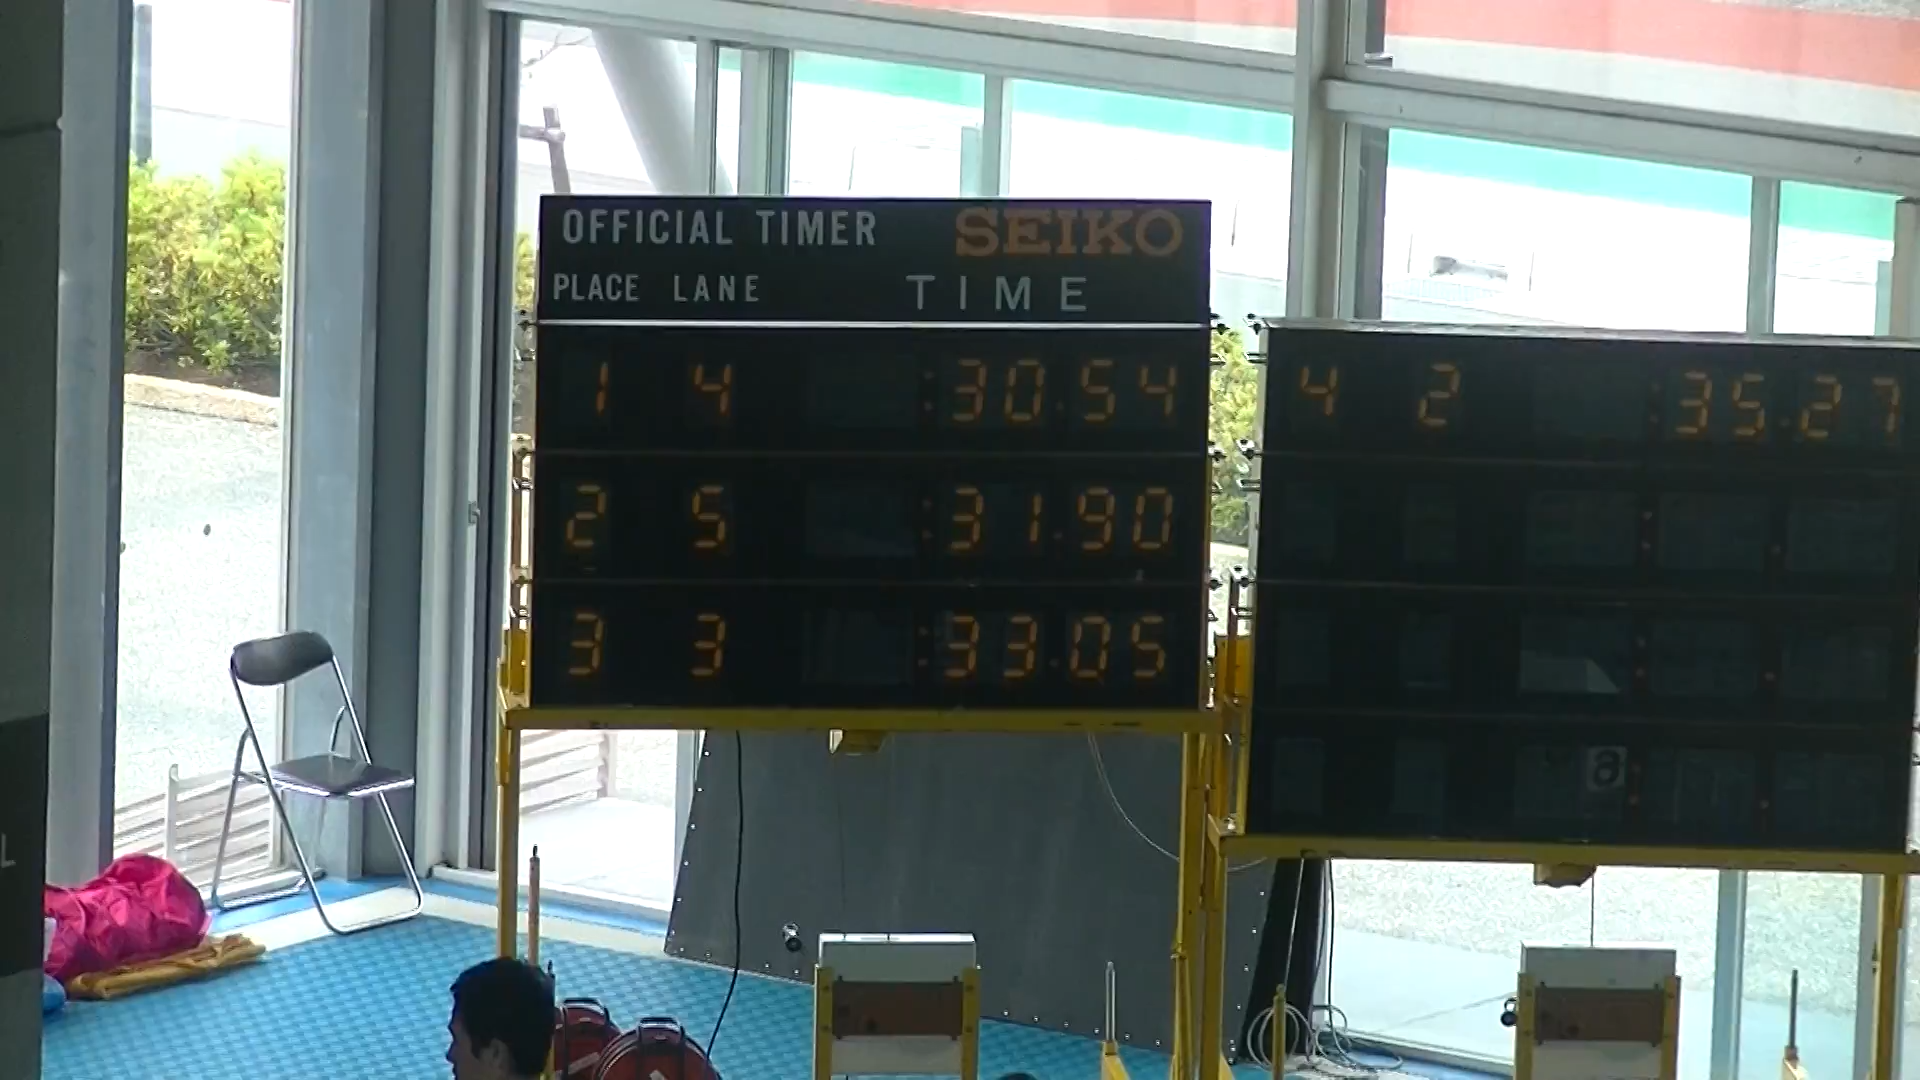 OFFICIAL TIMER SEIKO
PLACE LANE TIME
1 4 :30.54
2 5 :31.90
3 3 :33.05
4 2 :35.27
a